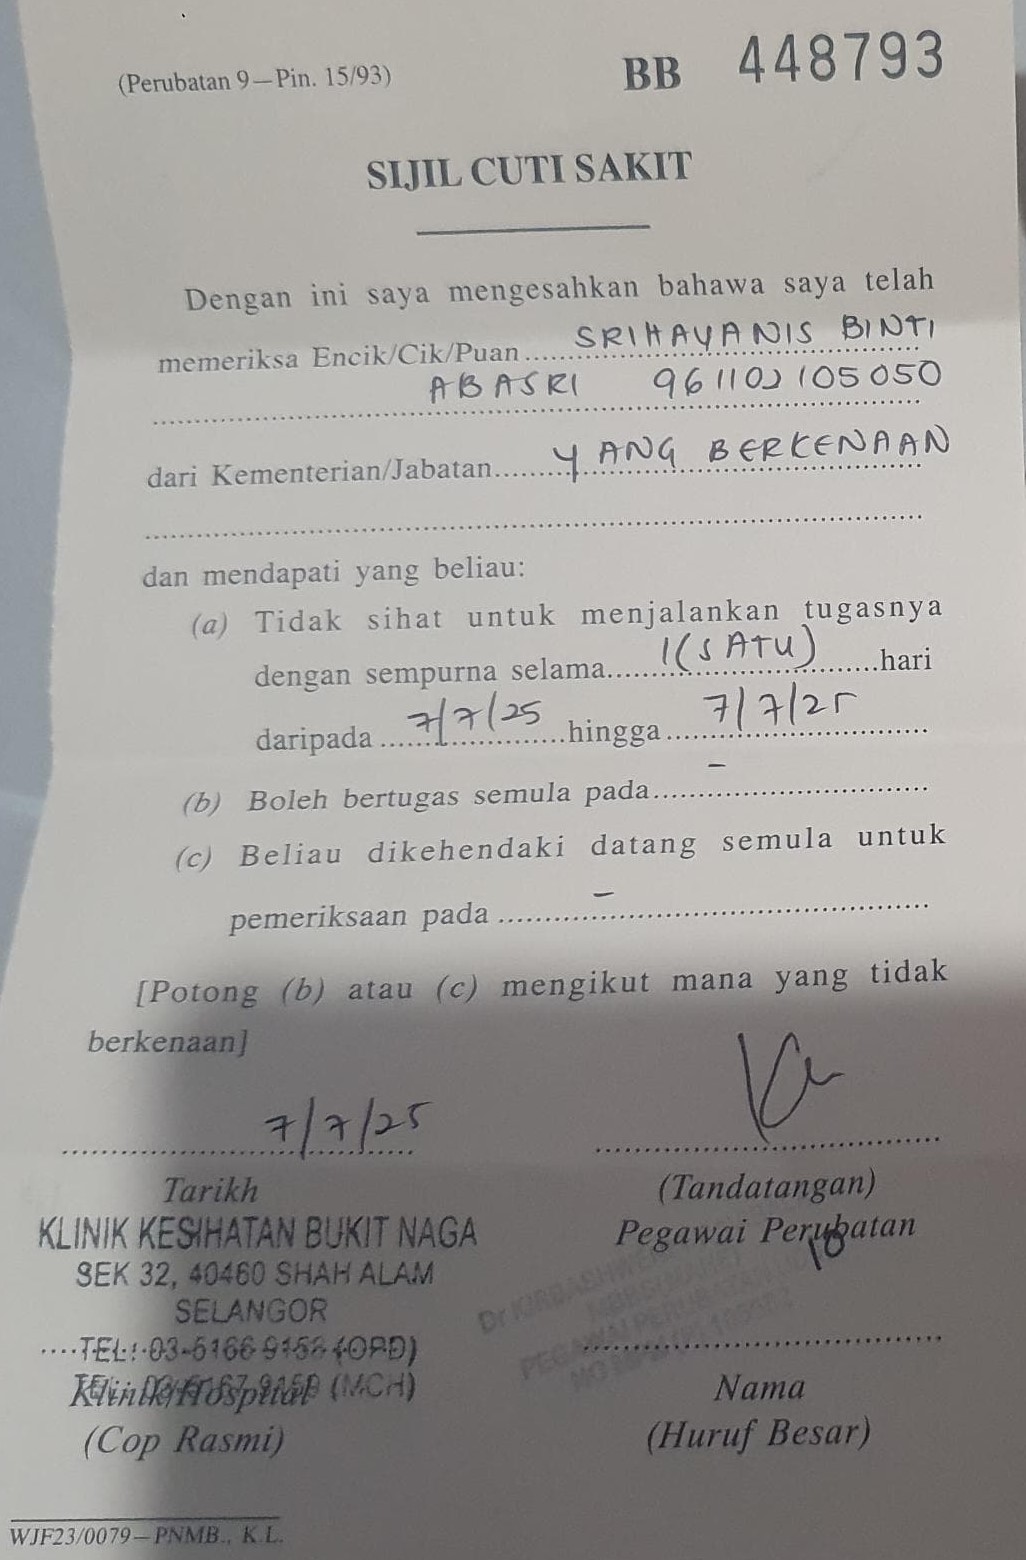 (Perubatan 9—Pin. 15/93)
BB 448793
SIJIL CUTI SAKIT
Dengan ini saya mengesahkan bahawa saya telah
memeriksa Encik/Cik/Puan SRIHAYANIS BINTI
ABASRI 961102105050
dari Kementerian/Jabatan YANG BERKENAAN
dan mendapati yang beliau:
(a) Tidak sihat untuk menjalankan tugasnya
dengan sempurna selama 1(SATU) hari
daripada 7/7/25 hingga 7/7/25
(b) Boleh bertugas semula pada –
(c) Beliau dikehendaki datang semula untuk
pemeriksaan pada –
[Potong (b) atau (c) mengikut mana yang tidak
berkenaan]
7/7/25
Tarikh
(Tandatangan)
KLINIK KESIHATAN BUKIT NAGA
Pegawai Perubatan
10
SEK 32, 40460 SHAH ALAM
SELANGOR
TEL: 03-5166 9158 (OPD)
Klinik/Hospital (MCH)
Nama
(Cop Rasmi)
(Huruf Besar)
WJF23/0079—PNMB., K.L.